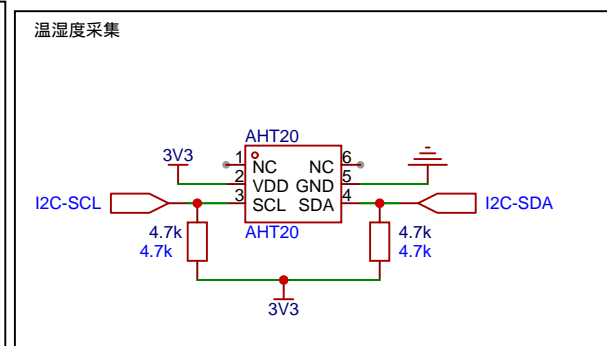 温湿度采集
AHT20
3V3
1 NC NC 6
2 VDD GND 5
3 SCL SDA 4
I2C-SCL
I2C-SDA
AHT20
4.7k
4.7k
4.7k
4.7k
3V3